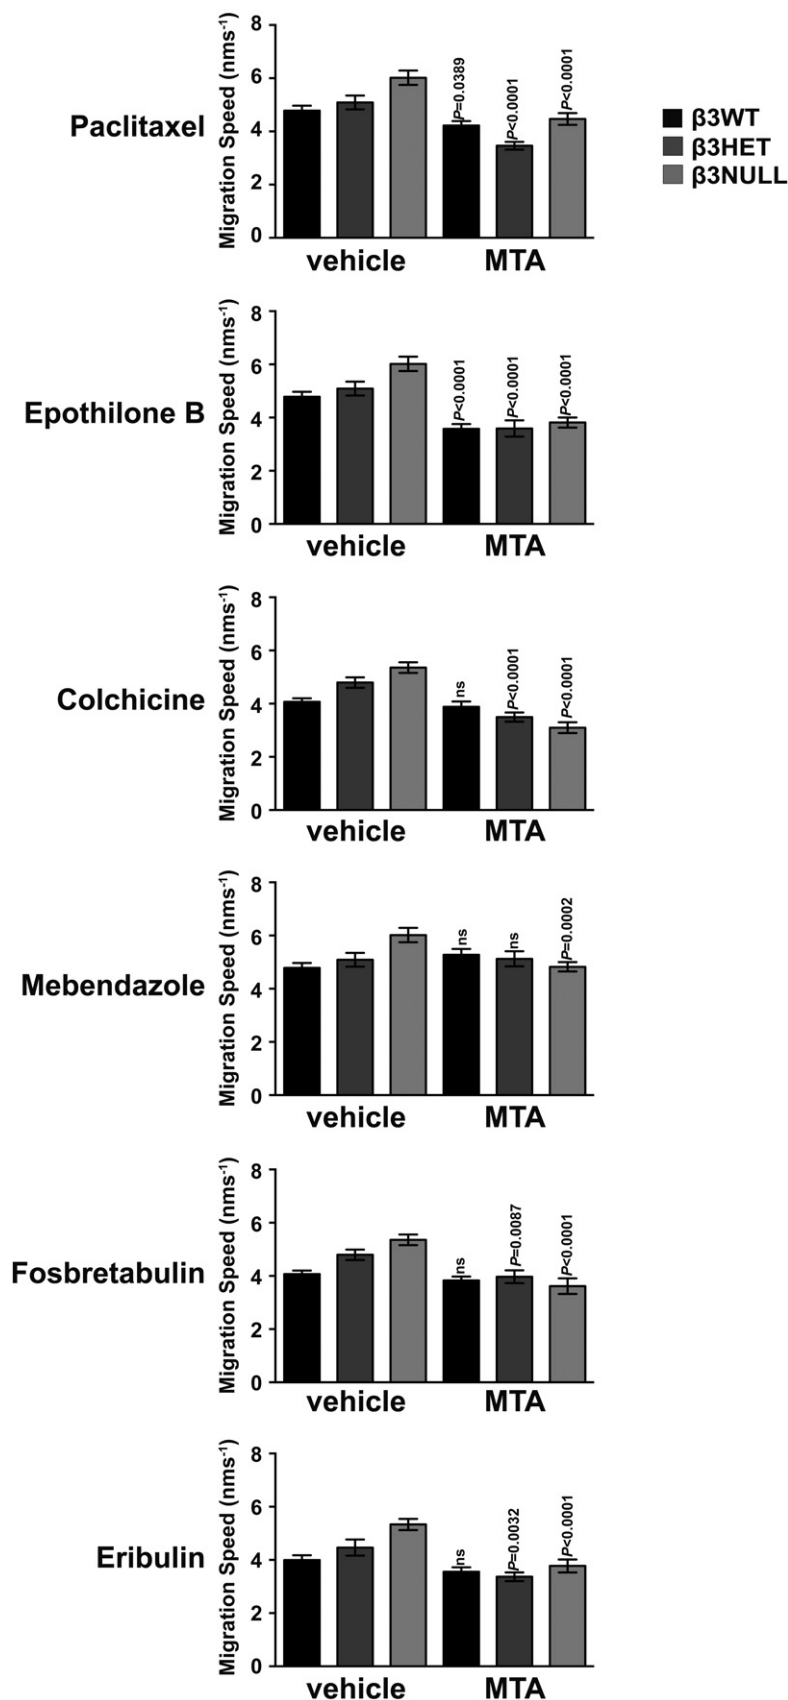 Paclitaxel
Migration Speed (nms⁻¹)
8
6
4
2
0
P=0.0389
P<0.0001
P<0.0001
vehicle
MTA
β3WT
β3HET
β3NULL
Epothilone B
Migration Speed (nms⁻¹)
8
6
4
2
0
P<0.0001
P<0.0001
P<0.0001
vehicle
MTA
Colchicine
Migration Speed (nms⁻¹)
8
6
4
2
0
ns
P<0.0001
P<0.0001
vehicle
MTA
Mebendazole
Migration Speed (nms⁻¹)
8
6
4
2
0
ns
ns
P=0.0002
vehicle
MTA
Fosbretabulin
Migration Speed (nms⁻¹)
8
6
4
2
0
ns
P=0.0087
P<0.0001
vehicle
MTA
Eribulin
Migration Speed (nms⁻¹)
8
6
4
2
0
ns
P=0.0032
P<0.0001
vehicle
MTA